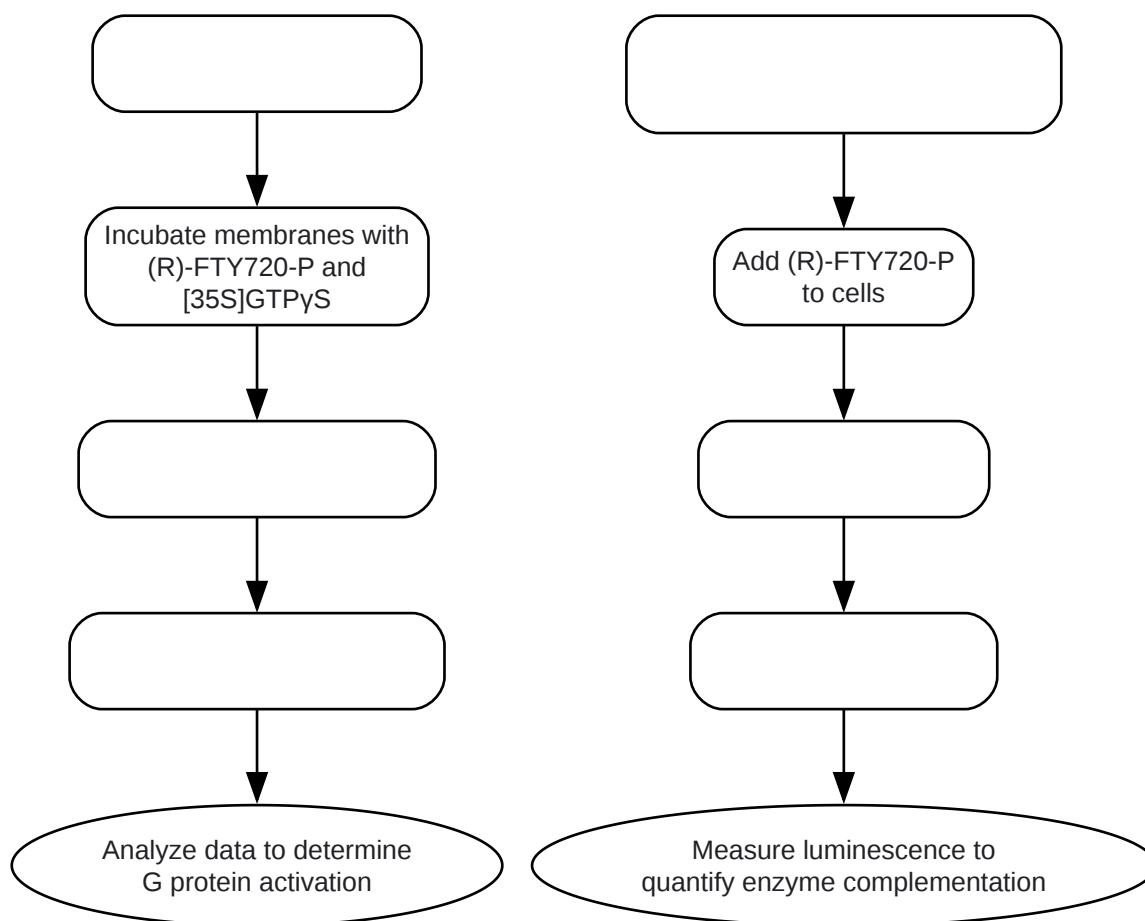 Incubate membranes with
(R)-FTY720-P and
[35S]GTPγS
Add (R)-FTY720-P
to cells
Analyze data to determine
G protein activation
Measure luminescence to
quantify enzyme complementation